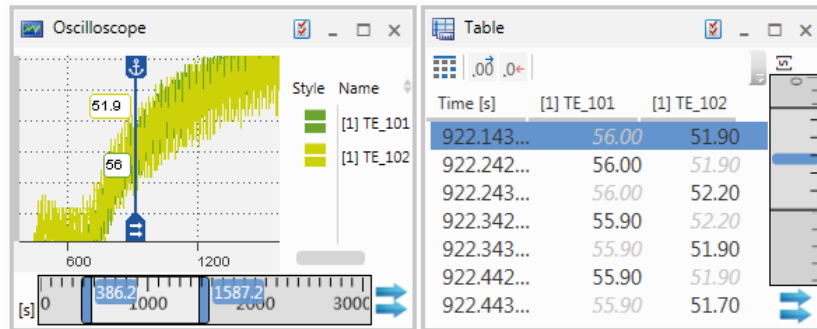 Oscilloscope
51.9
56
600 1200
Style Name
[1] TE_101
[1] TE_102
[s] 0 386.2 1000 1587.2 2000 3000
Table
.00 .0
Time [s] [1] TE_101 [1] TE_102
922.143... 56.00 51.90
922.242... 56.00 51.90
922.243... 56.00 52.20
922.342... 55.90 52.20
922.343... 55.90 51.90
922.442... 55.90 51.90
922.443... 55.90 51.70
[s]
0